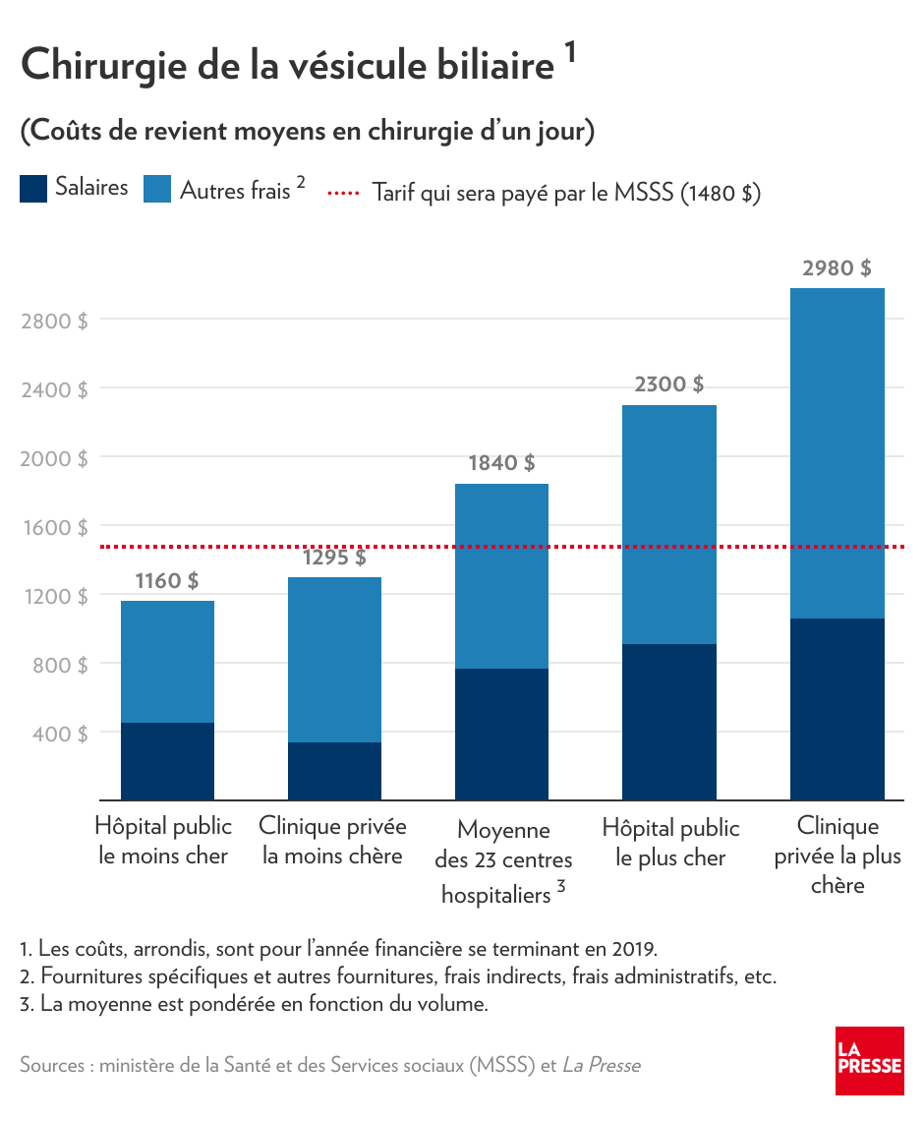 Chirurgie de la vésicule biliaire ¹
(Coûts de revient moyens en chirurgie d’un jour)
Salaires Autres frais ² Tarif qui sera payé par le MSSS (1480 $)
2980 $
2800 $
2400 $
2300 $
2000 $
1840 $
1600 $
1295 $
1160 $
1200 $
800 $
400 $
Hôpital public
le moins cher
Clinique privée
la moins chère
Moyenne
des 23 centres
hospitaliers ³
Hôpital public
le plus cher
Clinique
privée la plus
chère
1. Les coûts, arrondis, sont pour l’année financière se terminant en 2019.
2. Fournitures spécifiques et autres fournitures, frais indirects, frais administratifs, etc.
3. La moyenne est pondérée en fonction du volume.
Sources : ministère de la Santé et des Services sociaux (MSSS) et La Presse
LA
PRESSE